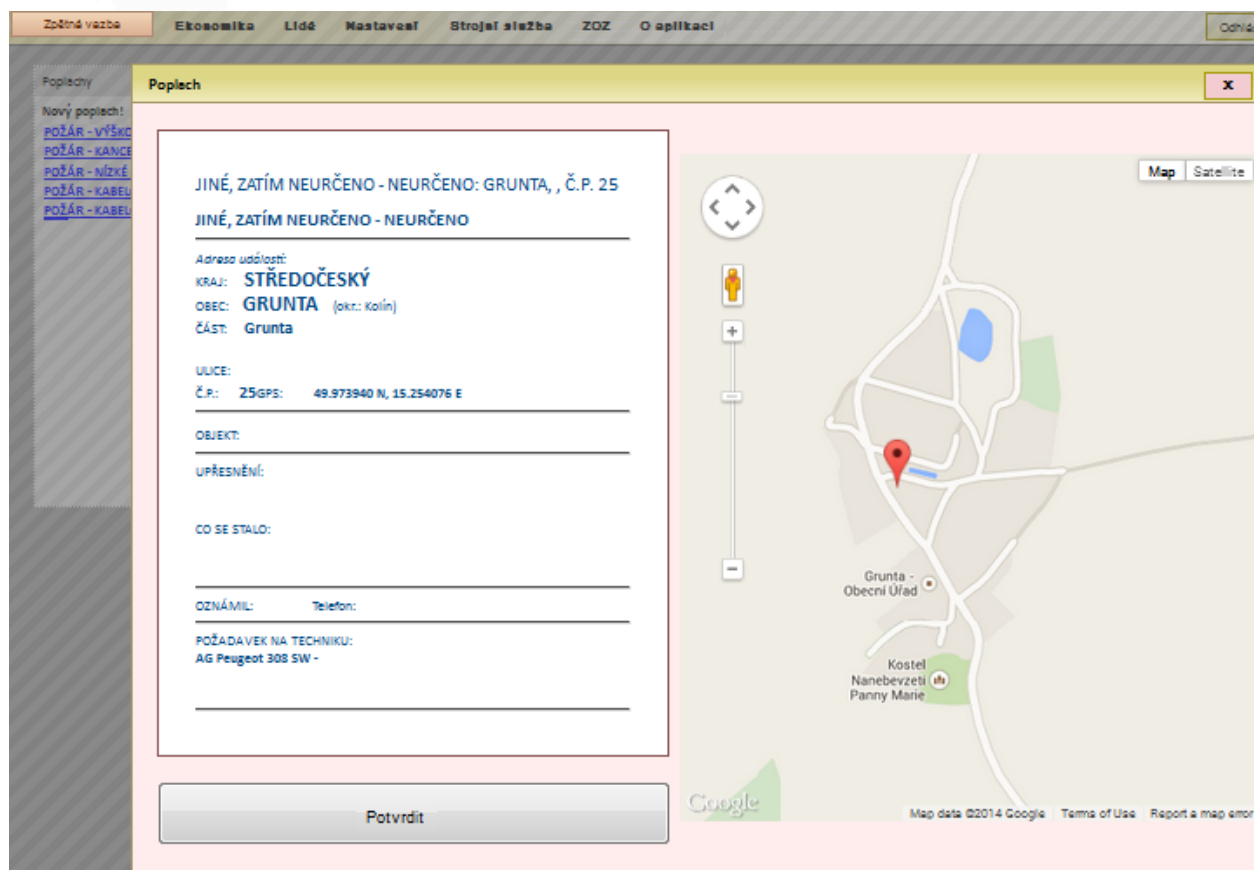 Zpětná vazba Ekonomika Lidé Nastavení Strojní služba ZOZ O aplikaci
Poplachy
Nový poplach!
POŽÁR - VÝŠKO
POŽÁR - KANCE
POŽÁR - NÍZKÉ
POŽÁR - KABEL
POŽÁR - KABEL
Poplach
x
JINÉ, ZATÍM NEURČENO - NEURČENO: GRUNTA, , Č.P. 25
JINÉ, ZATÍM NEURČENO - NEURČENO
Adresa události:
KRAJ: STŘEDOČESKÝ
OBEC: GRUNTA (okr.: Kolín)
ČÁST: Grunta
ULICE:
Č.P.: 25GPS: 49.973940 N, 15.254076 E
OBJEKT:
UPŘESNĚNÍ:
CO SE STALO:
OZNÁMIL: Telefon:
POŽADAVEK NA TECHNIKU:
AG Peugeot 308 SW -
Potvrdit
Map Satellite
Grunta -
Obecní Úřad
Kostel
Nanebevzetí
Panny Marie
Google
Map data ©2014 Google Terms of Use Report a map error